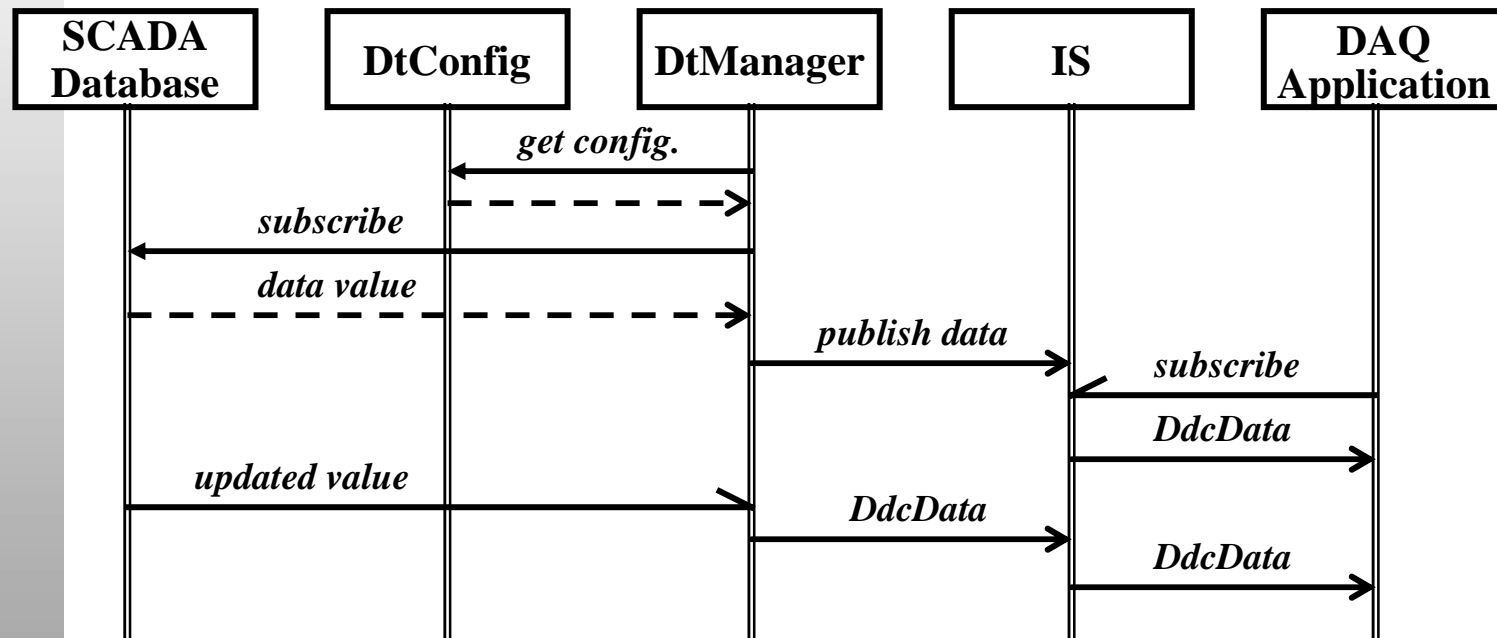 SCADA
Database
DtConfig
DtManager
IS
DAQ
Application
get config.
subscribe
data value
publish data
subscribe
DdcData
updated value
DdcData
DdcData